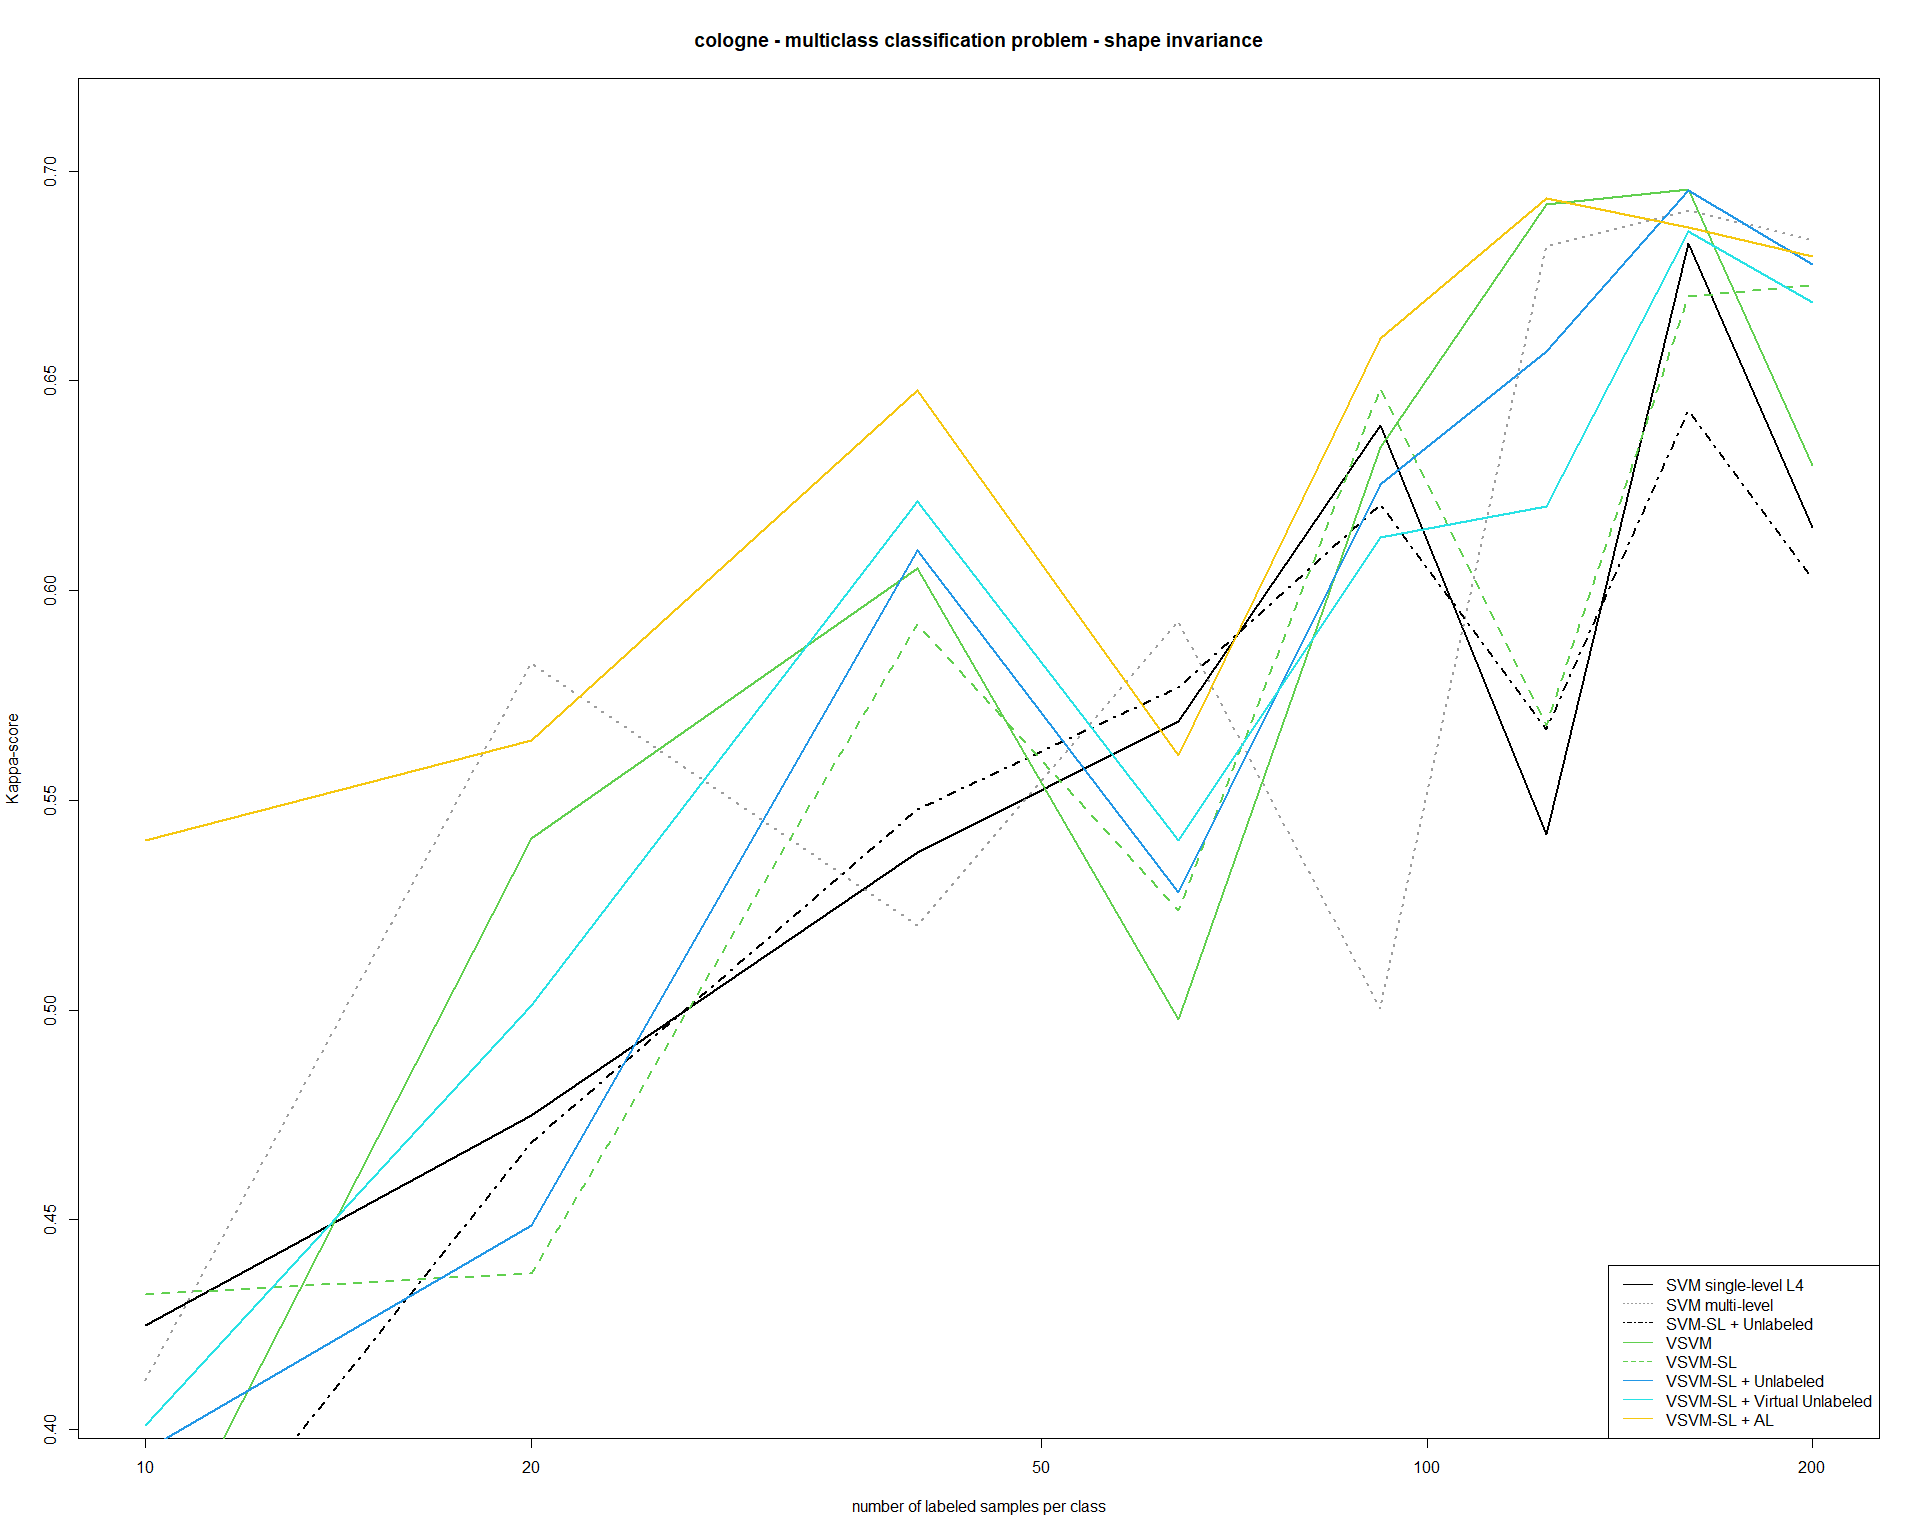 cologne - multiclass classification problem - shape invariance
Kappa-score
0.70
0.65
0.60
0.55
0.50
0.45
0.40
10
20
50
100
200
number of labeled samples per class
SVM single-level L4
SVM multi-level
SVM-SL + Unlabeled
VSVM
VSVM-SL
VSVM-SL + Unlabeled
VSVM-SL + Virtual Unlabeled
VSVM-SL + AL